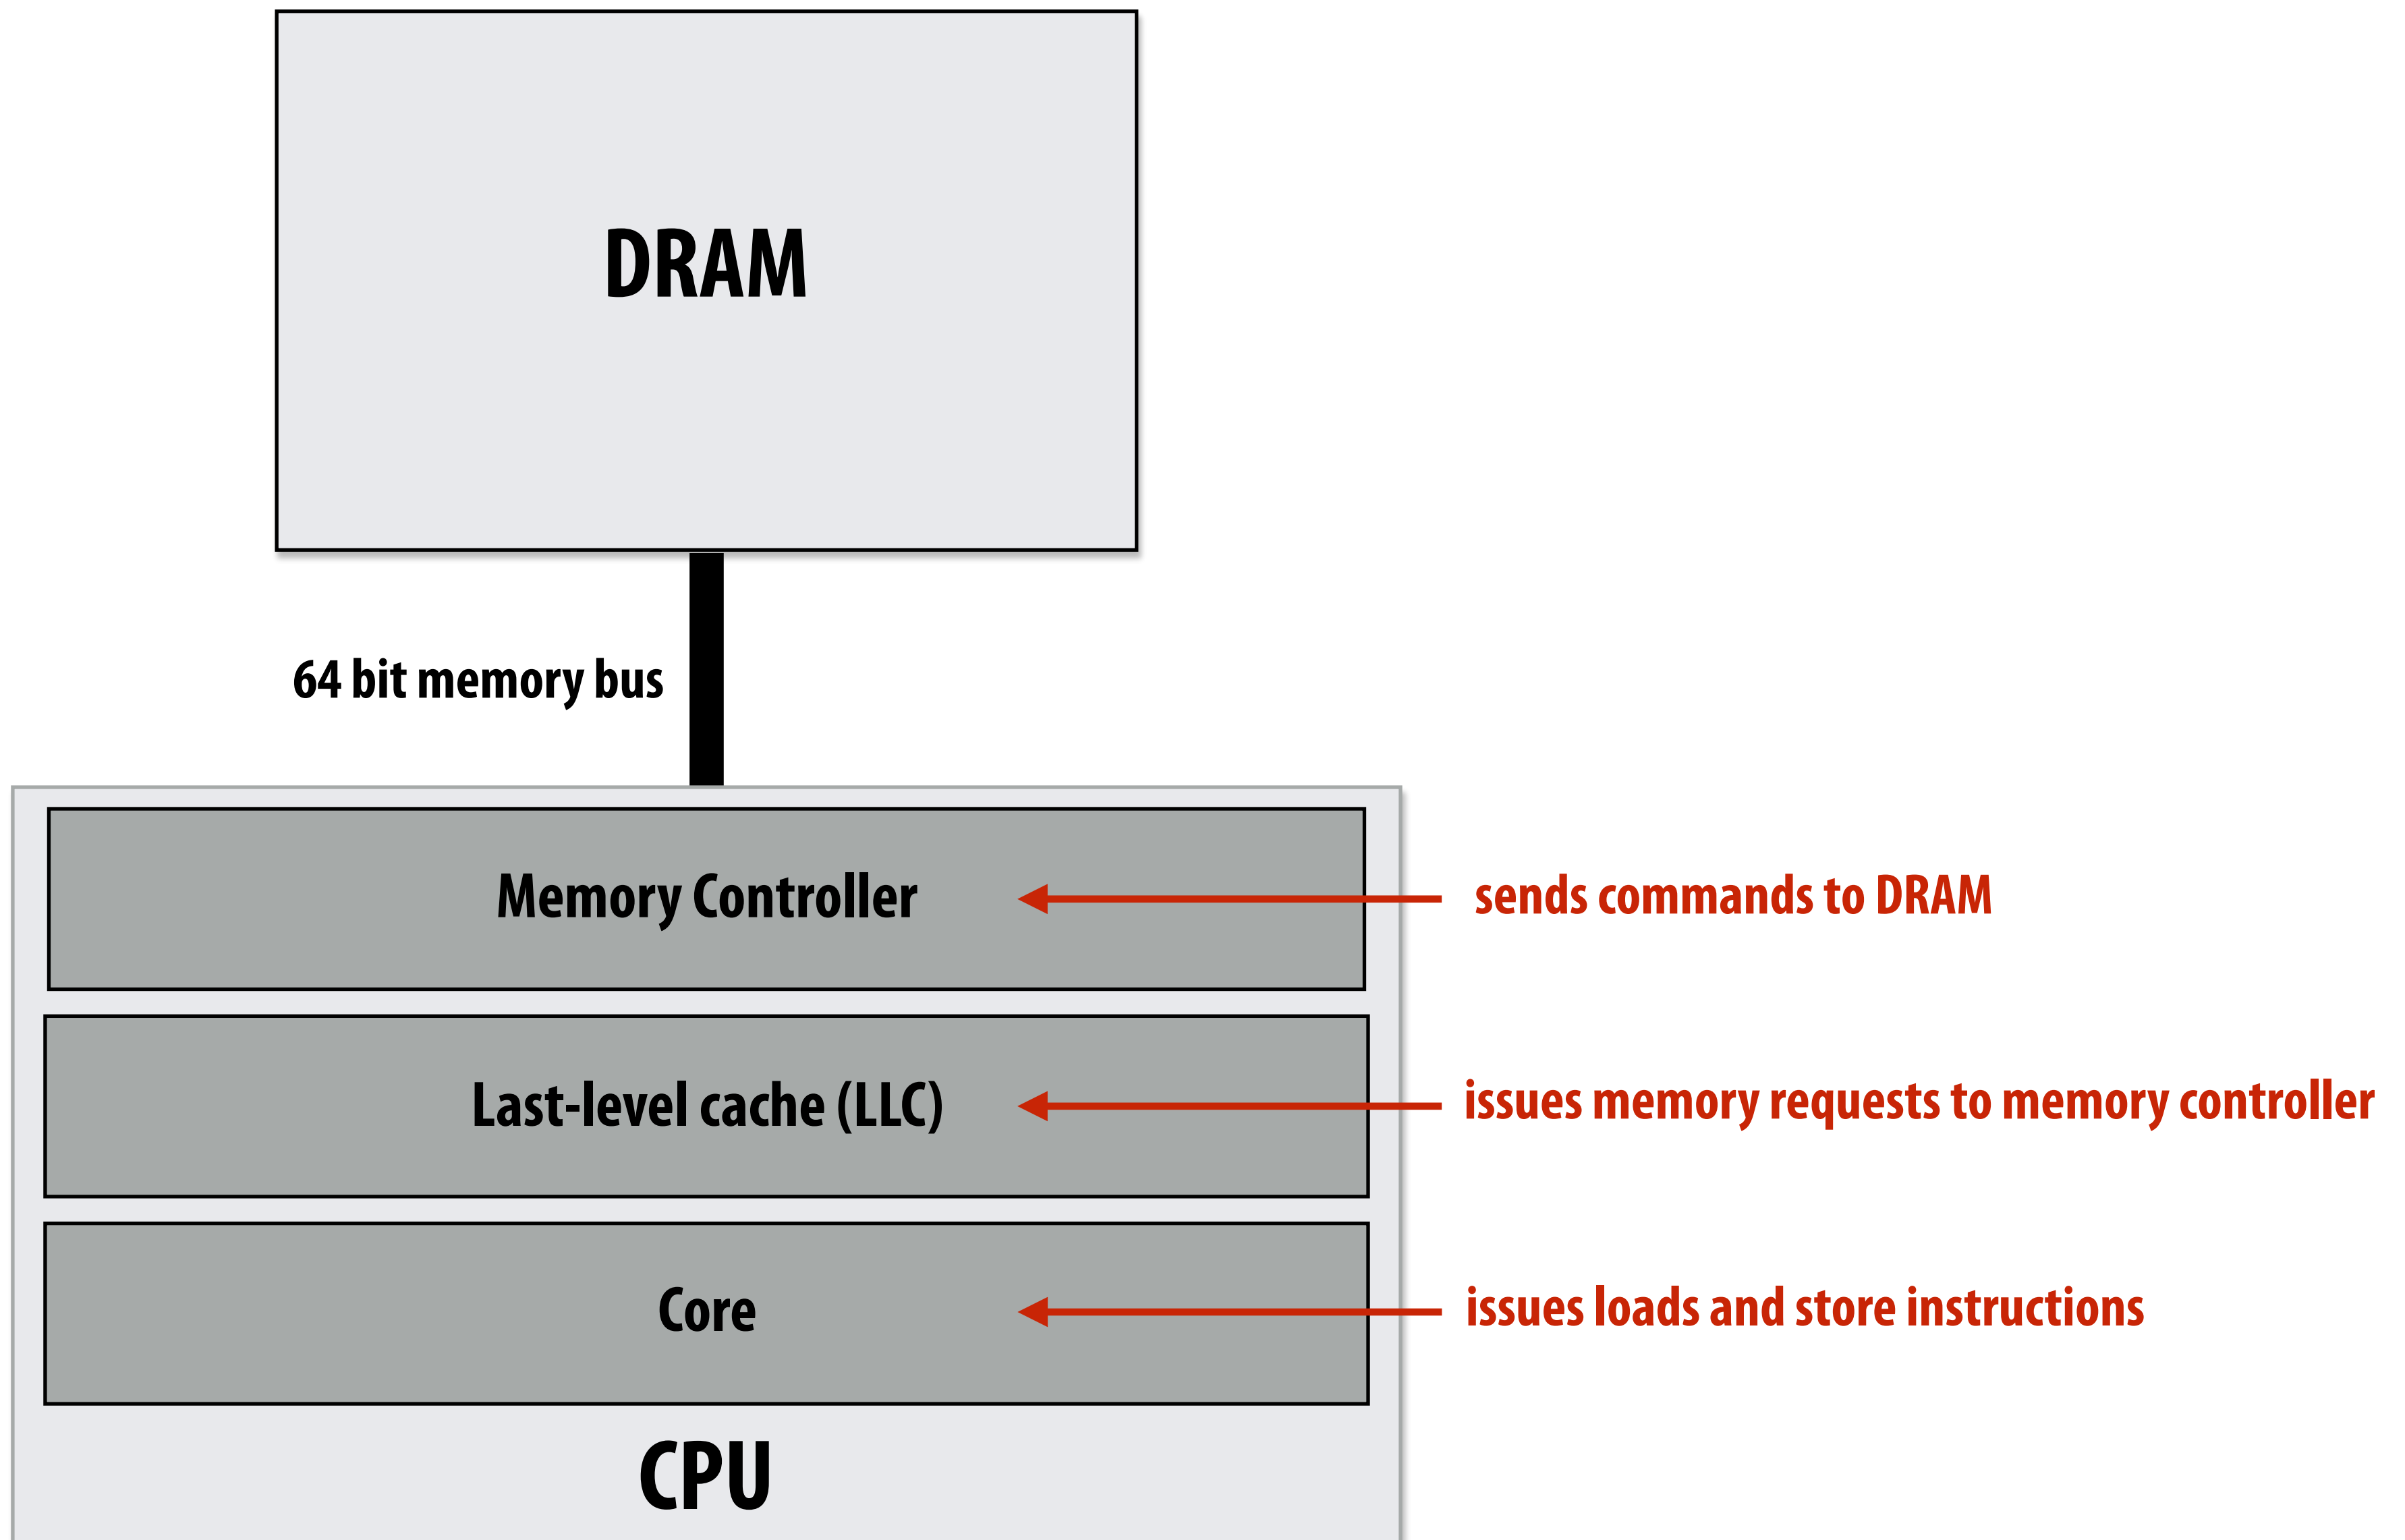 DRAM
64 bit memory bus
Memory Controller
sends commands to DRAM
Last-level cache (LLC)
issues memory requests to memory controller
Core
issues loads and store instructions
CPU